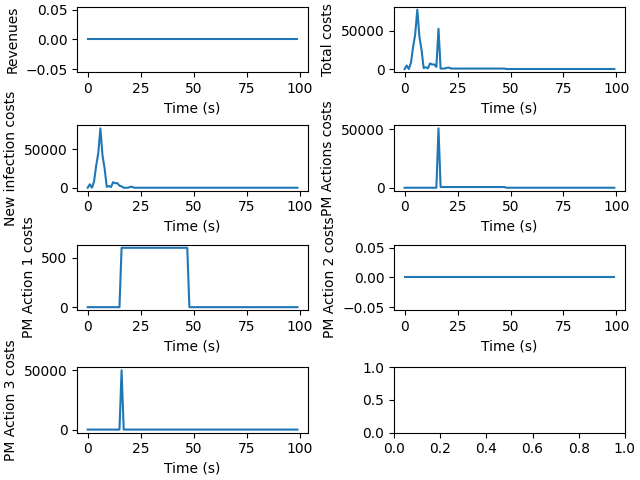 Revenues
0.05
0.00
−0.05
0 25 50 75 100
Time (s)
Total costs
50000
0
0 25 50 75 100
Time (s)
New infection costs
50000
0
0 25 50 75 100
Time (s)
PM Actions costs
50000
0
0 25 50 75 100
Time (s)
PM Action 1 costs
500
0
0 25 50 75 100
Time (s)
PM Action 2 costs
0.05
0.00
−0.05
0 25 50 75 100
Time (s)
PM Action 3 costs
50000
0
0 25 50 75 100
Time (s)
1.0
0.5
0.0
0.0 0.2 0.4 0.6 0.8 1.0